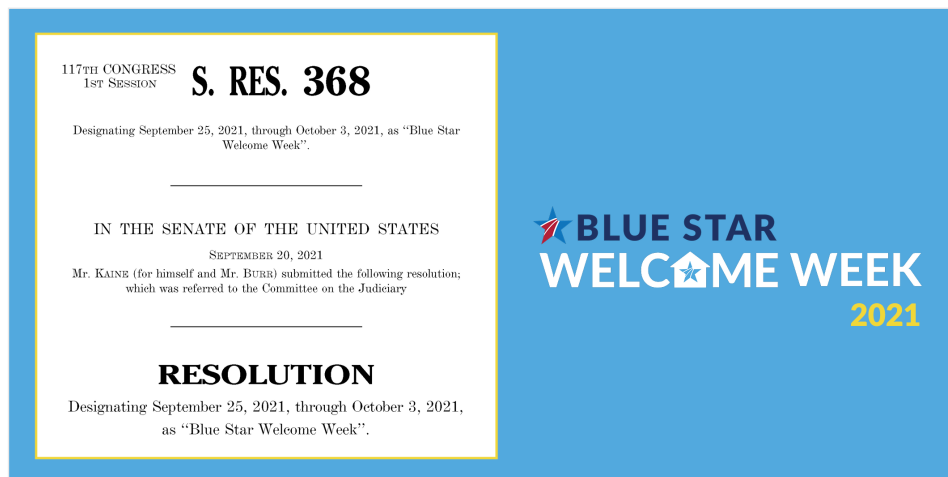 117TH CONGRESS
1ST SESSION
S. RES. 368
Designating September 25, 2021, through October 3, 2021, as ‘‘Blue Star
Welcome Week’’.
IN THE SENATE OF THE UNITED STATES
SEPTEMBER 20, 2021
Mr. KAINE (for himself and Mr. BURR) submitted the following resolution;
which was referred to the Committee on the Judiciary
RESOLUTION
Designating September 25, 2021, through October 3, 2021,
as ‘‘Blue Star Welcome Week’’.
BLUE STAR
WELCOME WEEK
2021